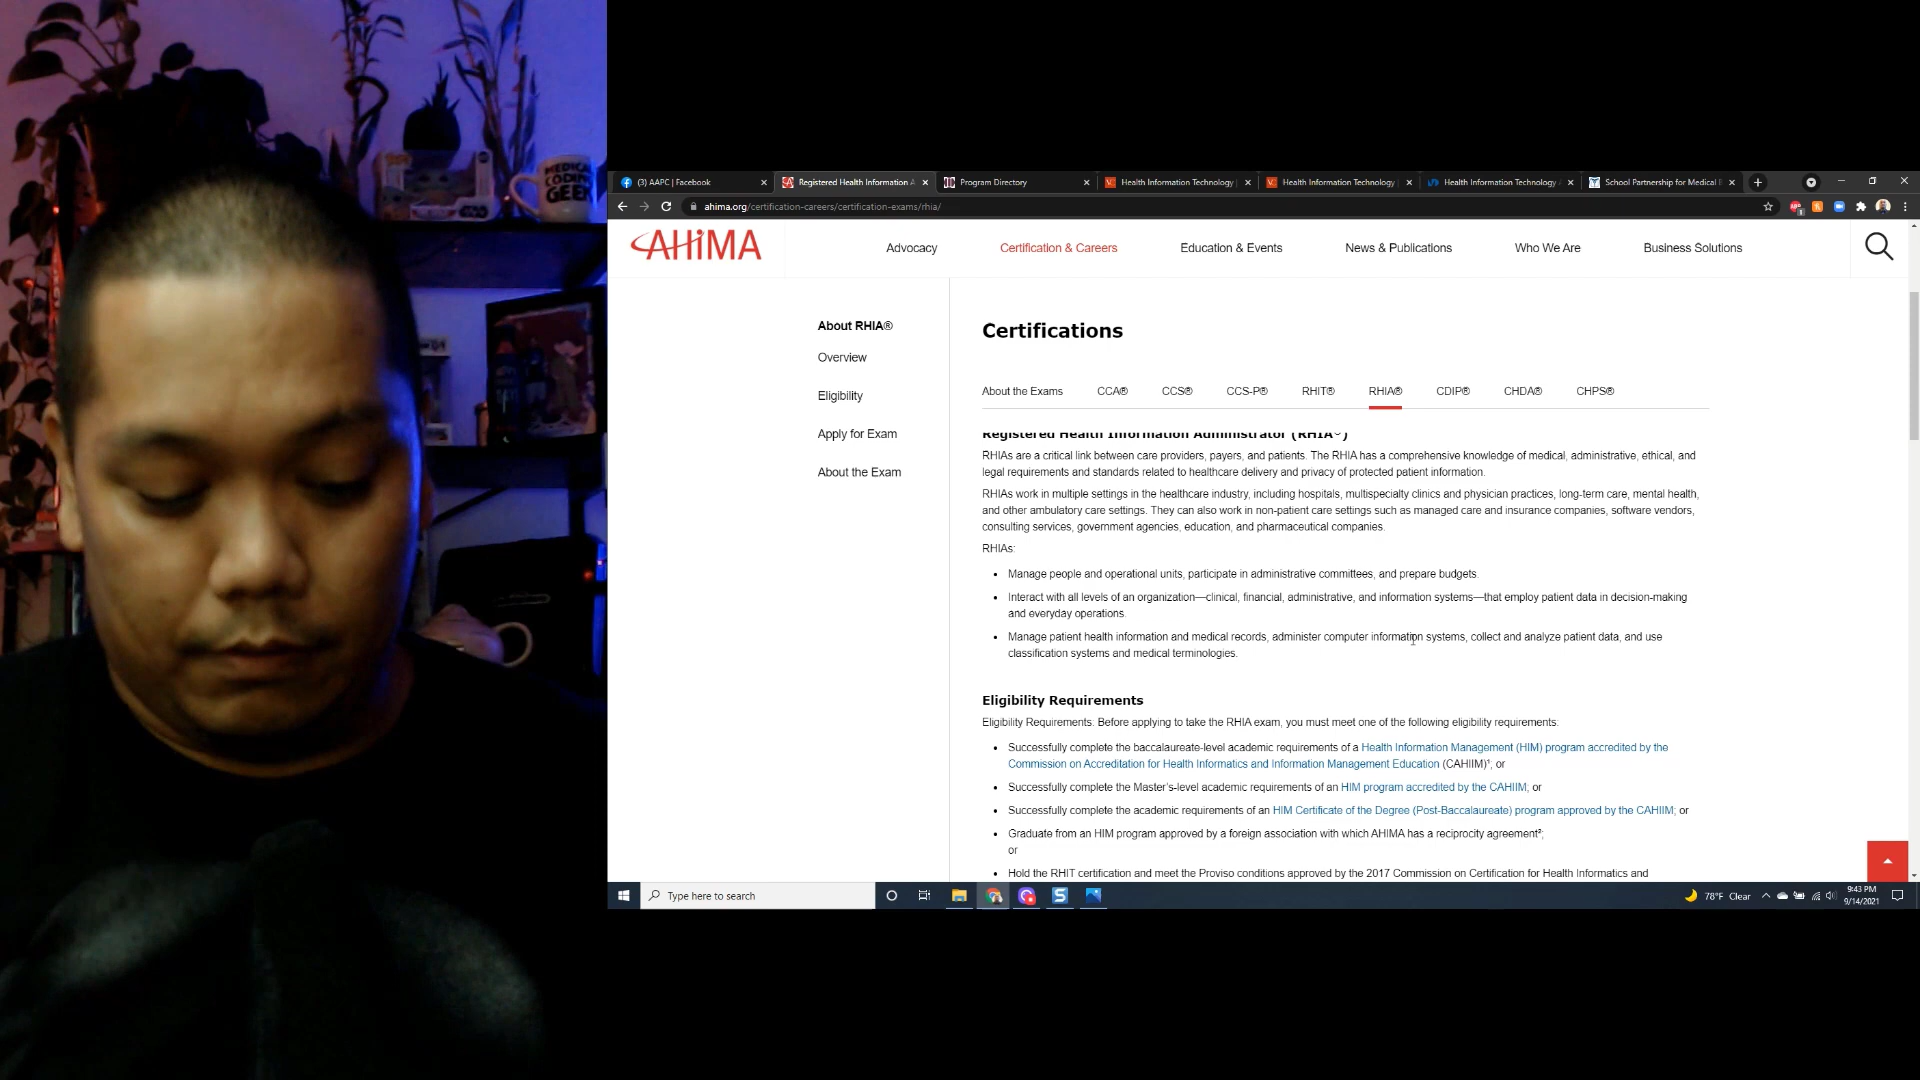 MEDICAL
CODING
GEEK
(3) AAPC | Facebook
Registered Health Information A
Program Directory
Health Information Technology |
Health Information Technology |
Health Information Technology
School Partnership for Medical
ahima.org/certification-careers/certification-exams/rhia/
AHIMA
Advocacy
Certification & Careers
Education & Events
News & Publications
Who We Are
Business Solutions
About RHIA®
Overview
Eligibility
Apply for Exam
About the Exam
Certifications
About the Exams
CCA®
CCS®
CCS-P®
RHIT®
RHIA®
CDIP®
CHDA®
CHPS®
Registered Health Information Administrator (RHIA®)
RHIAs are a critical link between care providers, payers, and patients. The RHIA has a comprehensive knowledge of medical, administrative, ethical, and
legal requirements and standards related to healthcare delivery and privacy of protected patient information.
RHIAs work in multiple settings in the healthcare industry, including hospitals, multispecialty clinics and physician practices, long-term care, mental health,
and other ambulatory care settings. They can also work in non-patient care settings such as managed care and insurance companies, software vendors,
consulting services, government agencies, education, and pharmaceutical companies.
RHIAs:
• Manage people and operational units, participate in administrative committees, and prepare budgets.
• Interact with all levels of an organization—clinical, financial, administrative, and information systems—that employ patient data in decision-making
and everyday operations.
• Manage patient health information and medical records, administer computer information systems, collect and analyze patient data, and use
classification systems and medical terminologies.
Eligibility Requirements
Eligibility Requirements. Before applying to take the RHIA exam, you must meet one of the following eligibility requirements:
• Successfully complete the baccalaureate-level academic requirements of a Health Information Management (HIM) program accredited by the
Commission on Accreditation for Health Informatics and Information Management Education (CAHIIM)¹; or
• Successfully complete the Master's-level academic requirements of an HIM program accredited by the CAHIIM; or
• Successfully complete the academic requirements of an HIM Certificate of the Degree (Post-Baccalaureate) program approved by the CAHIIM; or
• Graduate from an HIM program approved by a foreign association with which AHIMA has a reciprocity agreement²;
or
• Hold the RHIT certification and meet the Proviso conditions approved by the 2017 Commission on Certification for Health Informatics and
Type here to search
78°F Clear
9:43 PM
9/14/2021